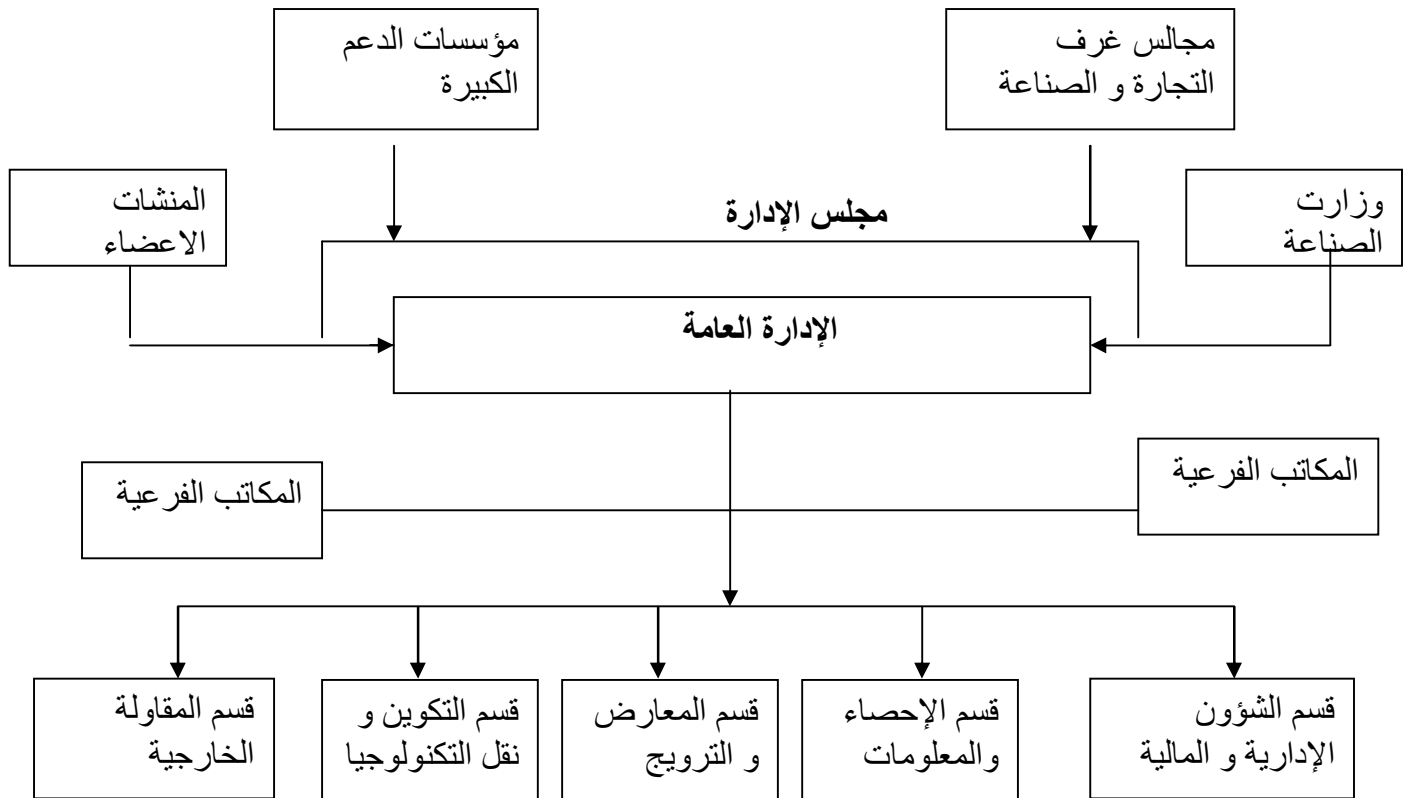 مجالس غرف
التجارة و الصناعة
مؤسسات الدعم
الكبيرة
وزارت
الصناعة
مجلس الإدارة
المنشات
الاعضاء
الإدارة العامة
المكاتب الفرعية
المكاتب الفرعية
قسم الشؤون
الإدارية و المالية
قسم الإحصاء
والمعلومات
قسم المعارض
و الترويج
قسم التكوين و
نقل التكنولوجيا
قسم المقاولة
الخارجية